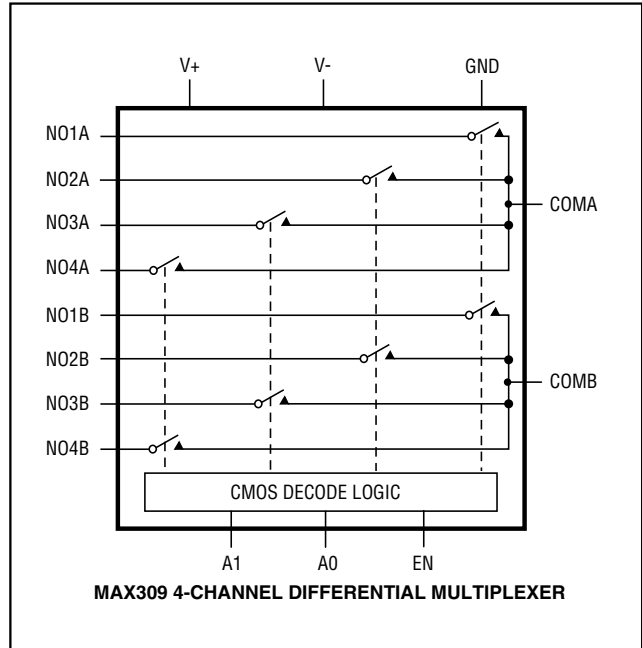 V+ V- GND
NO1A
NO2A
COMA
NO3A
NO4A
NO1B
NO2B
COMB
NO3B
NO4B
CMOS DECODE LOGIC
A1 A0 EN
MAX309 4-CHANNEL DIFFERENTIAL MULTIPLEXER